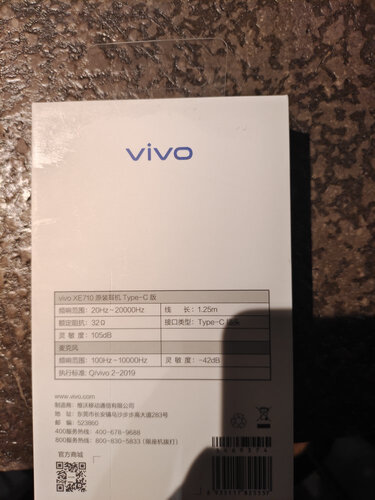 vivo
vivo XE710 原装耳机 Type-C 版
频响范围: 20Hz~20000Hz 线 长: 1.25m
额定阻抗: 32Ω 接口类型: Type-C 插头
灵 敏 度: 105dB
麦克风
频响范围: 100Hz~10000Hz 灵 敏 度: -42dB
执行标准: Q/vivo 2-2019
www.vivo.com
制造商: 维沃移动通信有限公司
地址: 东莞市长安镇乌沙步步高大道283号
邮编: 523860
400服务热线: 400-678-9688
800服务热线: 800-830-5833 (限座机拨打)
官方商城